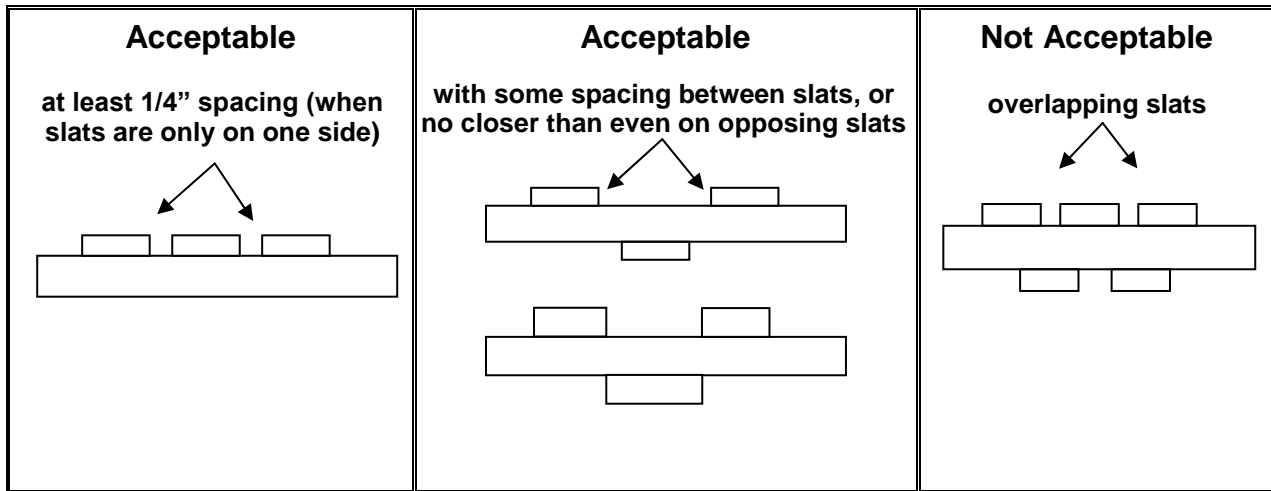 Acceptable
at least 1/4” spacing (when
slats are only on one side)
Acceptable
with some spacing between slats, or
no closer than even on opposing slats
Not Acceptable
overlapping slats